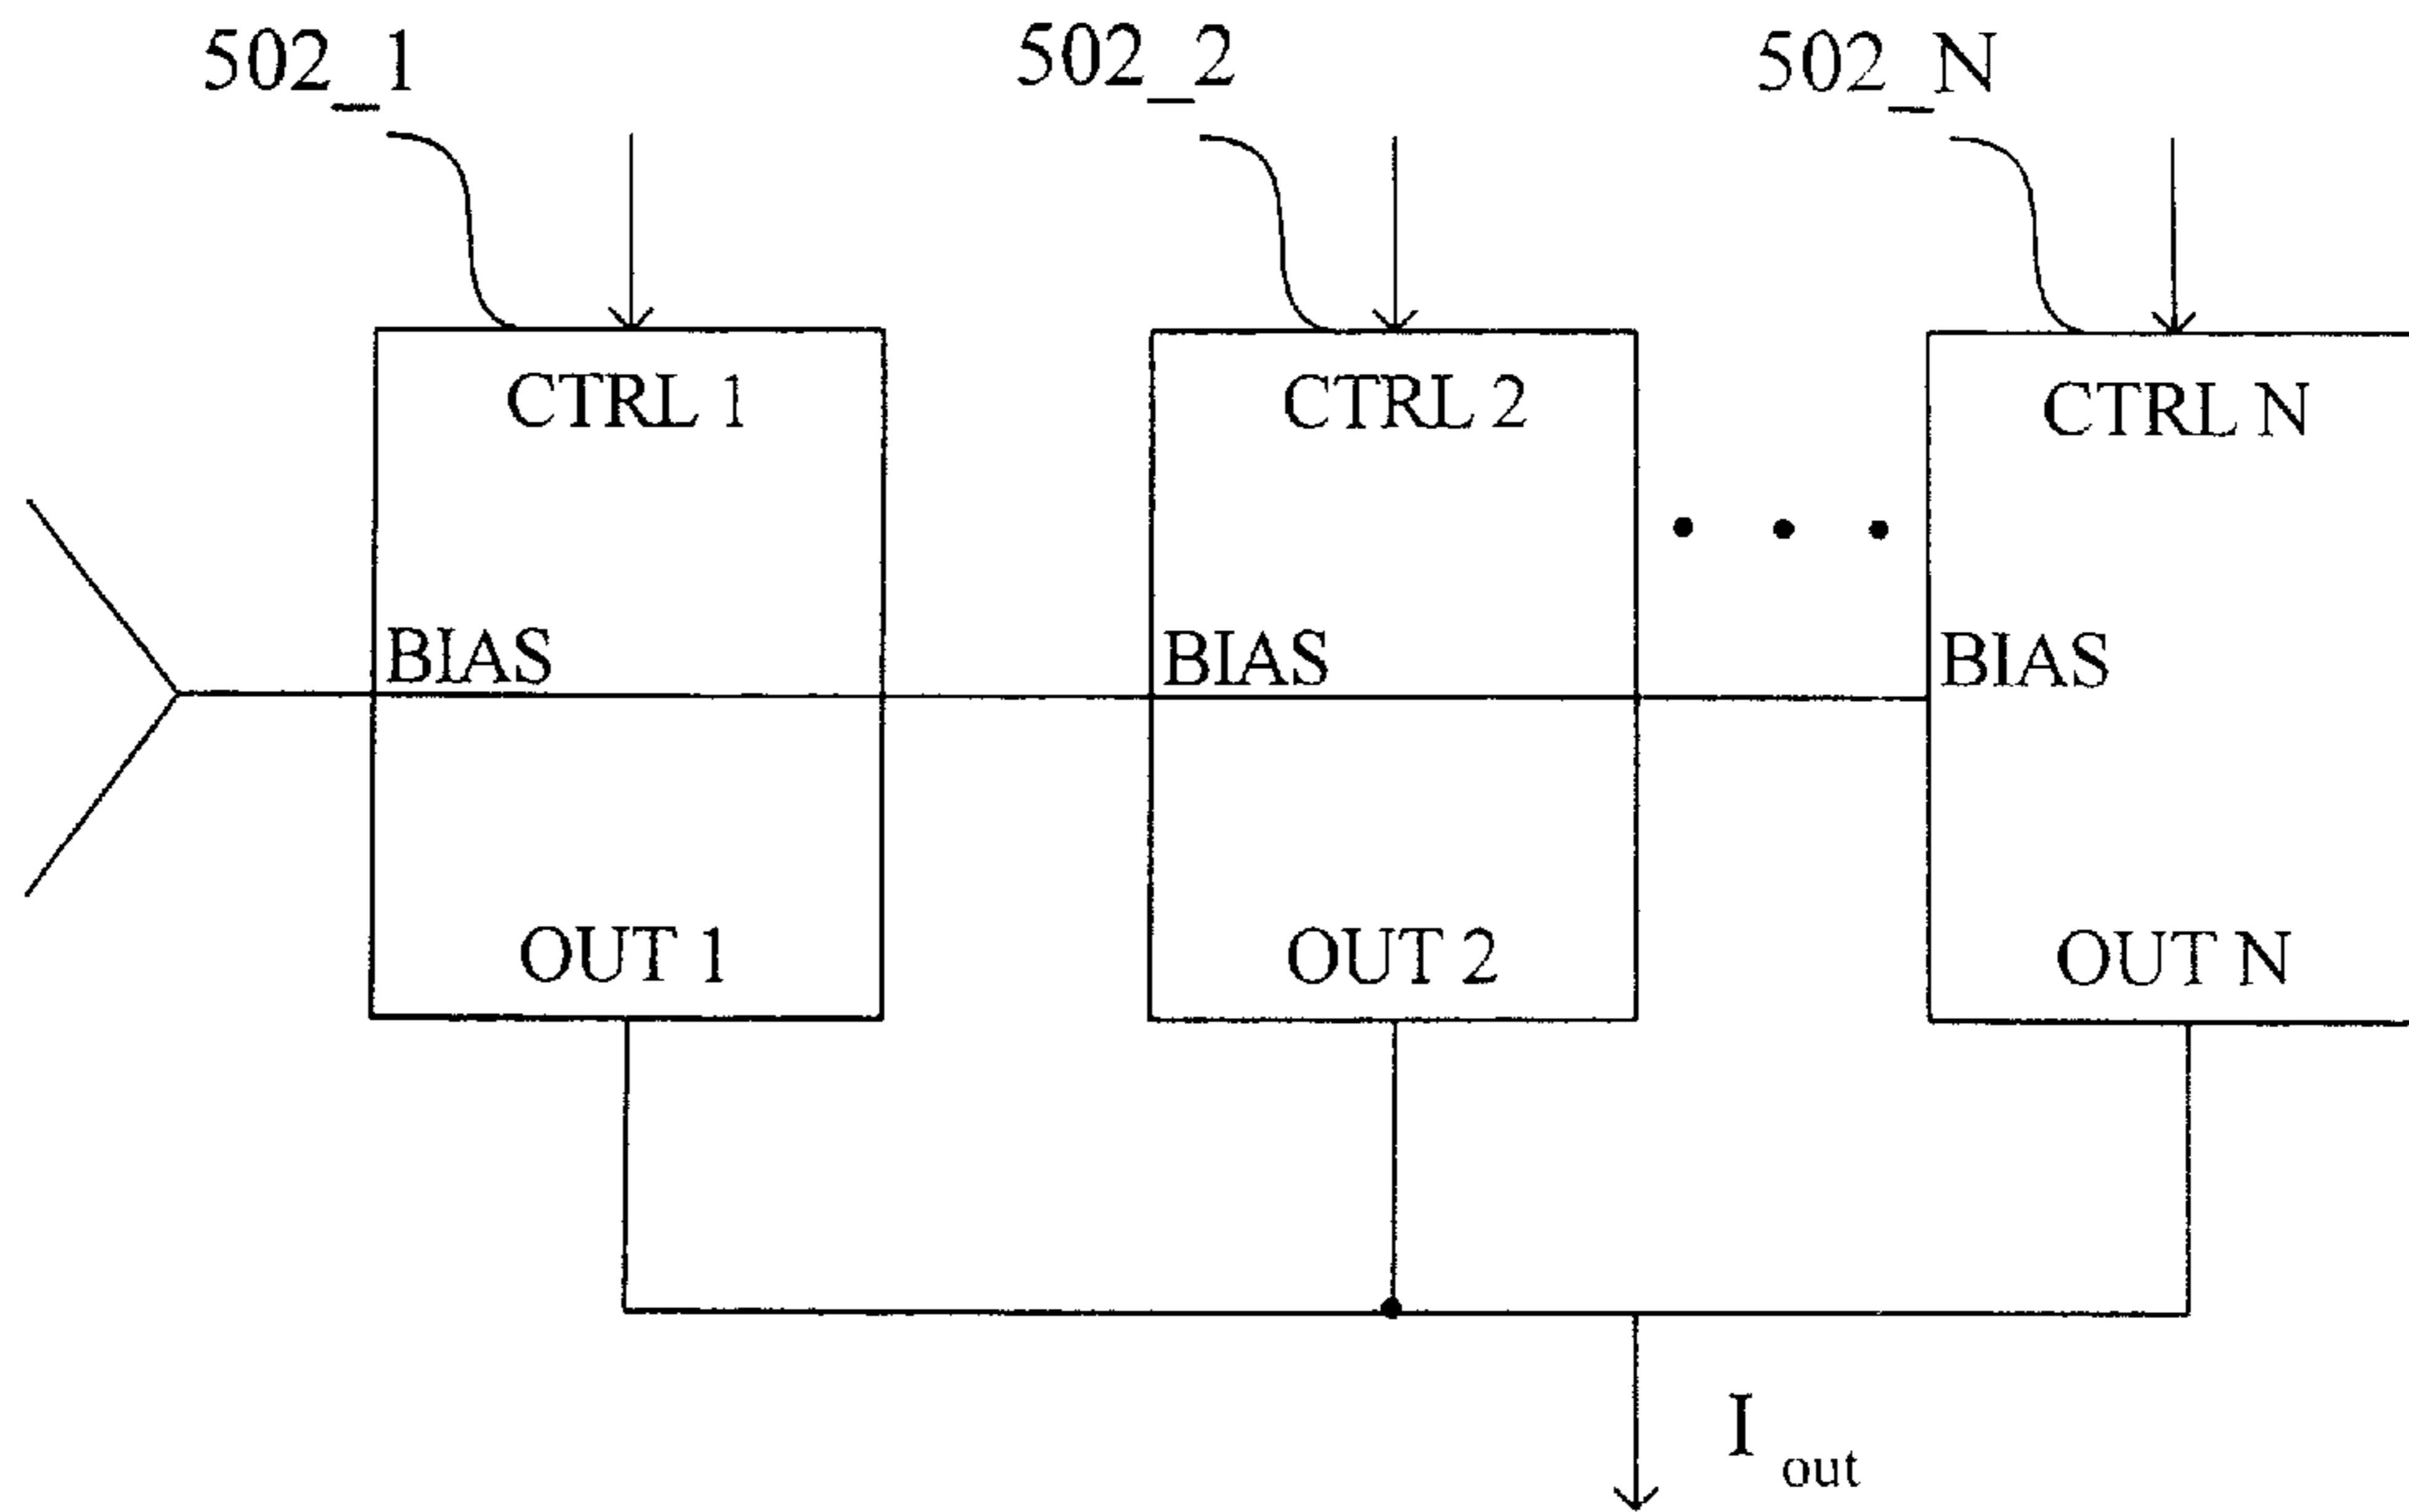 502_1 502_2 502_N
CTRL 1 CTRL 2 CTRL N
BIAS BIAS BIAS
OUT 1 OUT 2 OUT N
I out